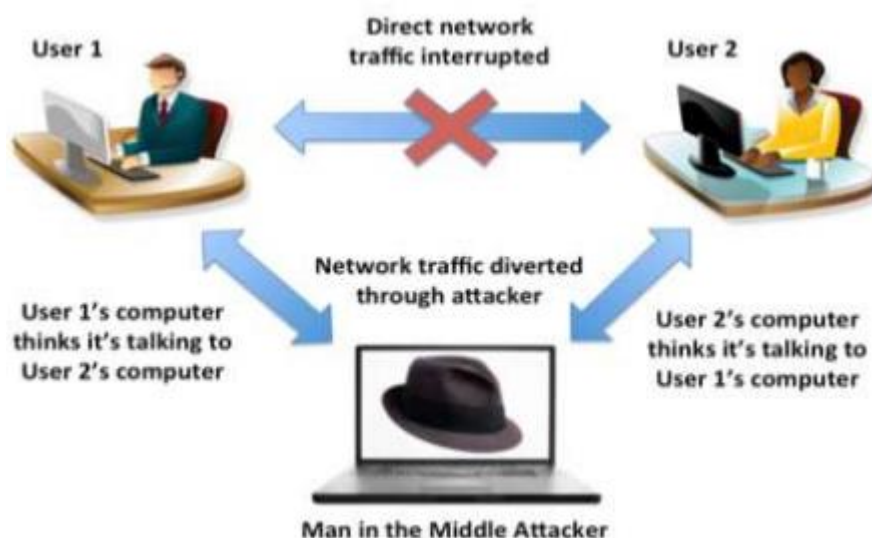 User 1
Direct network
traffic interrupted
User 2
Network traffic diverted
through attacker
User 1's computer
thinks it's talking to
User 2's computer
User 2's computer
thinks it's talking to
User 1's computer
Man in the Middle Attacker